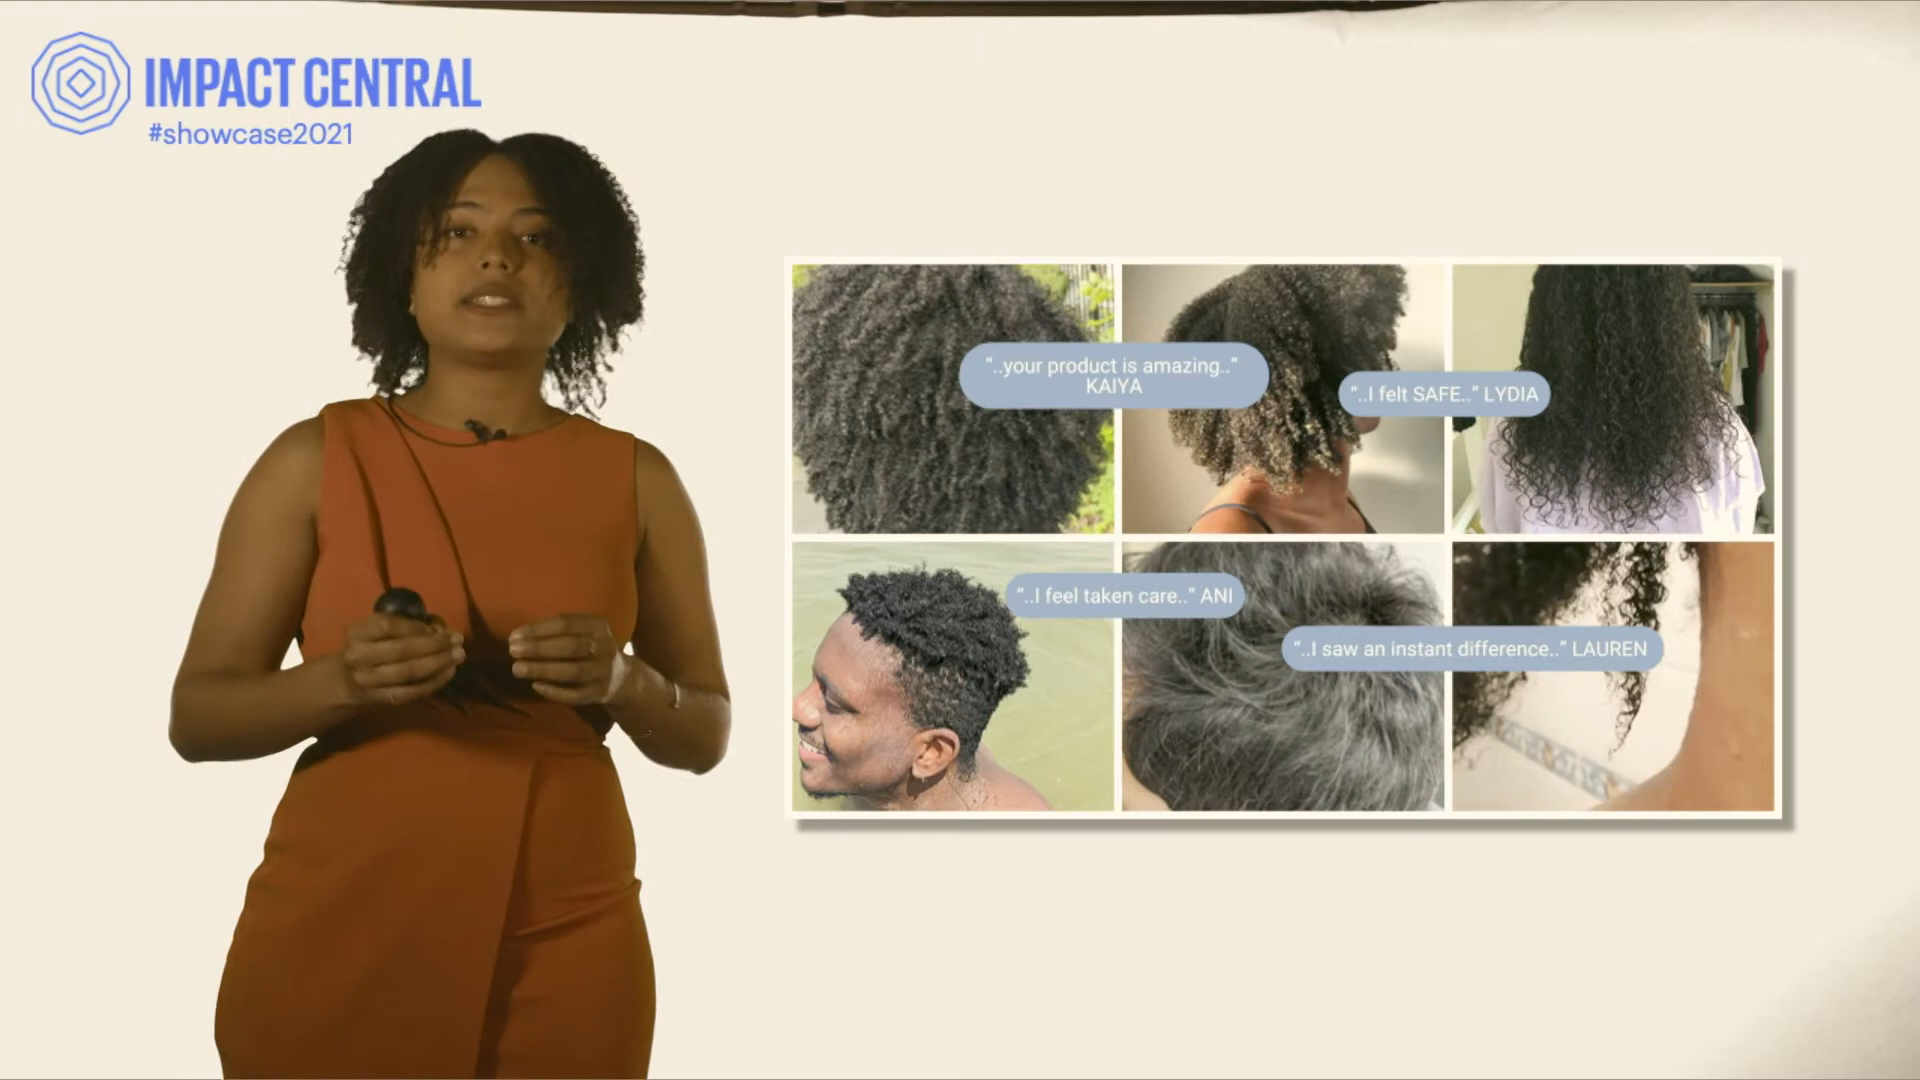 IMPACT CENTRAL
#showcase2021
“..your product is amazing..”
KAIYA
“..I felt SAFE..” LYDIA
“..I feel taken care..” ANI
“..I saw an instant difference..” LAUREN